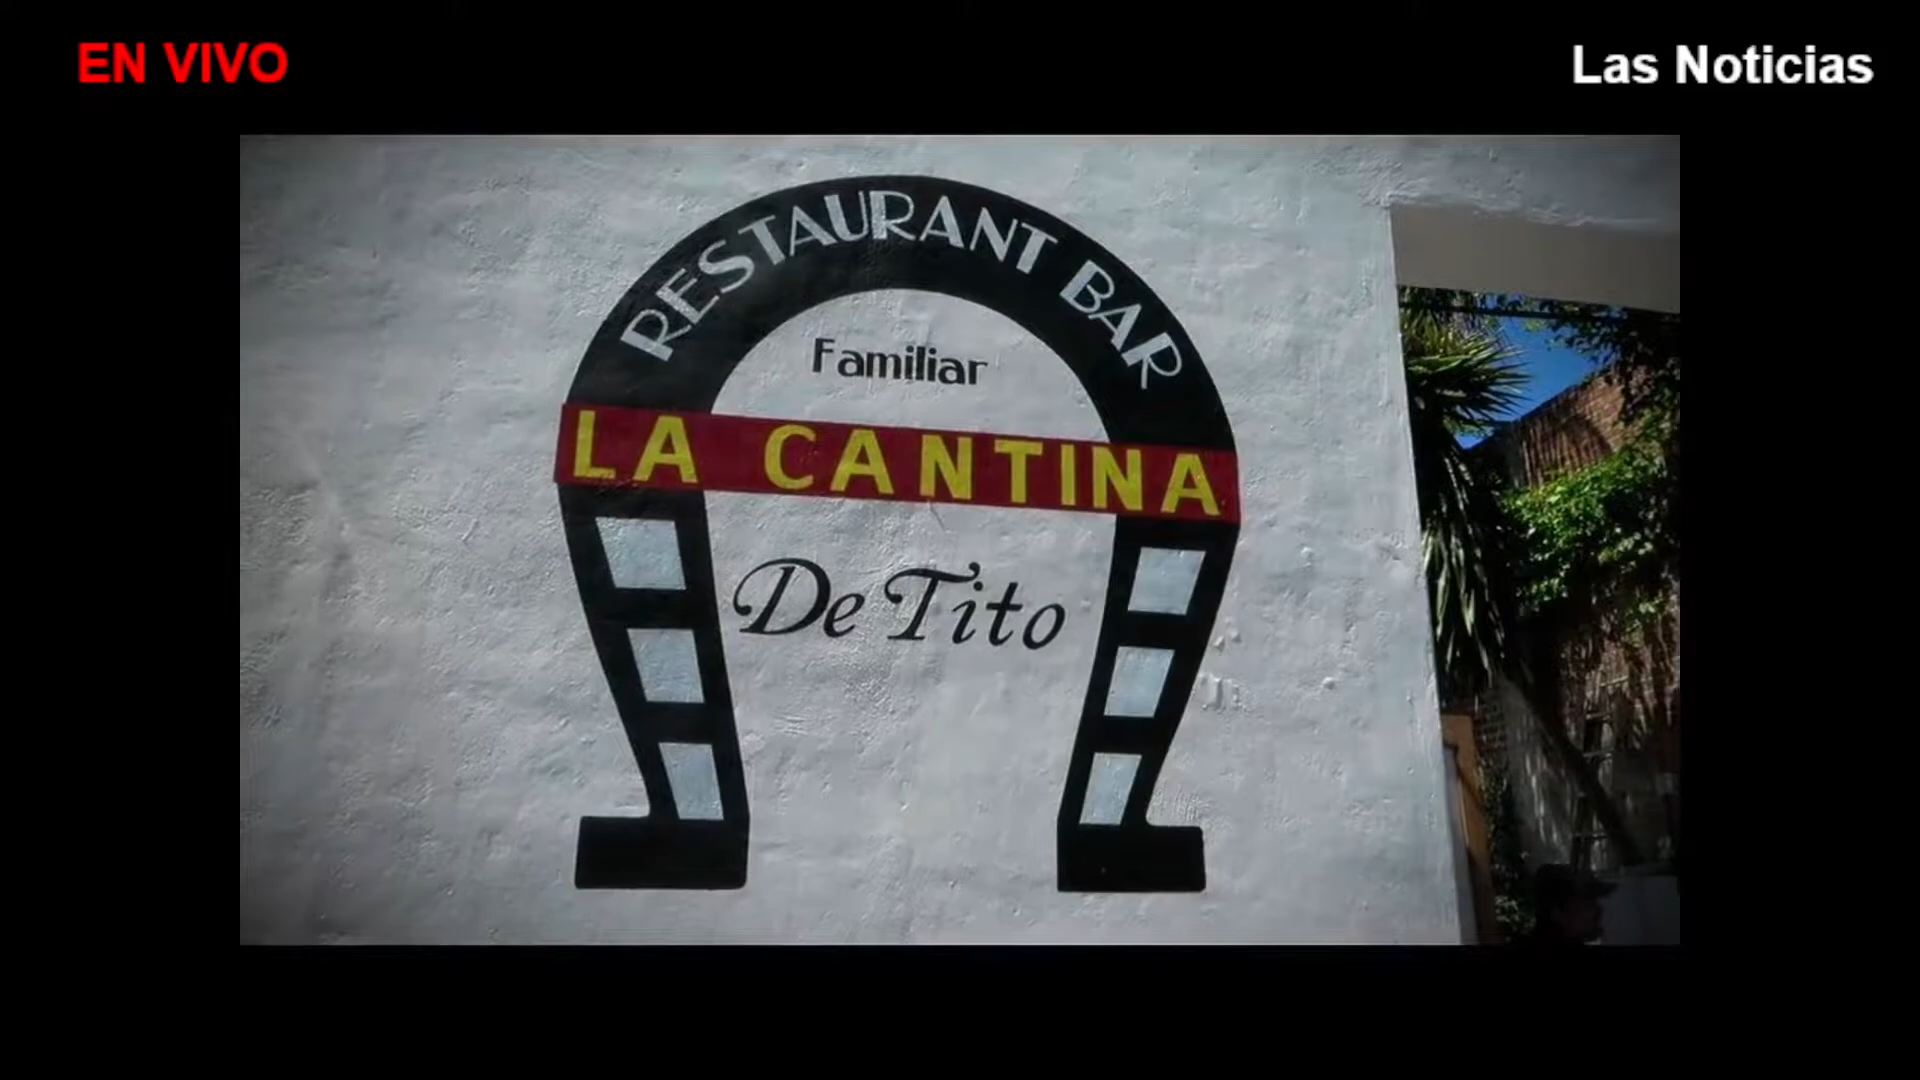 EN VIVO
Las Noticias
RESTAURANT BAR
Familiar
LA CANTINA
De Tito